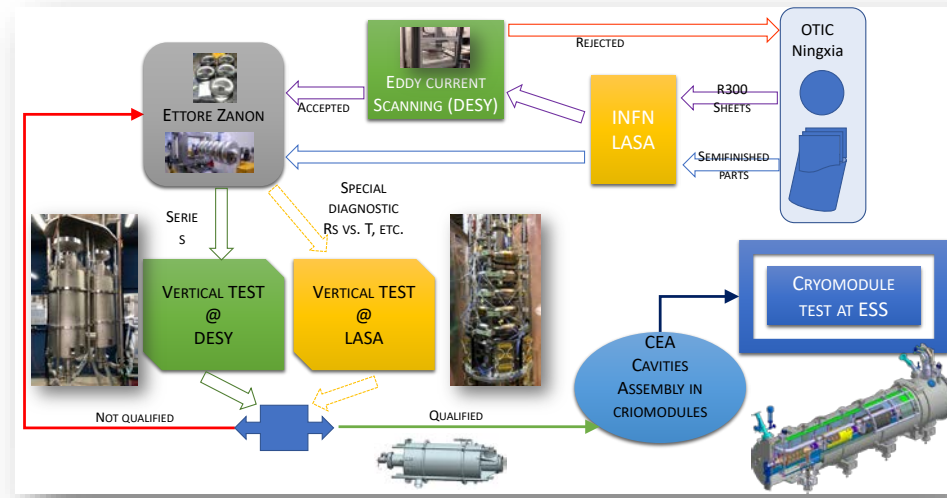 OTIC
Ningxia
REJECTED
EDDY CURRENT
SCANNING (DESY)
ACCEPTED
ETTORE ZANON
R300
SHEETS
INFN
LASA
SEMIFINISHED
PARTS
SERIE
S
SPECIAL
DIAGNOSTIC
RS VS. T, ETC.
VERTICAL TEST
@
DESY
VERTICAL TEST
@
LASA
CRYOMODULE
TEST AT ESS
CEA
CAVITIES
ASSEMBLY IN
CRIOMODULES
NOT QUALIFIED
QUALIFIED